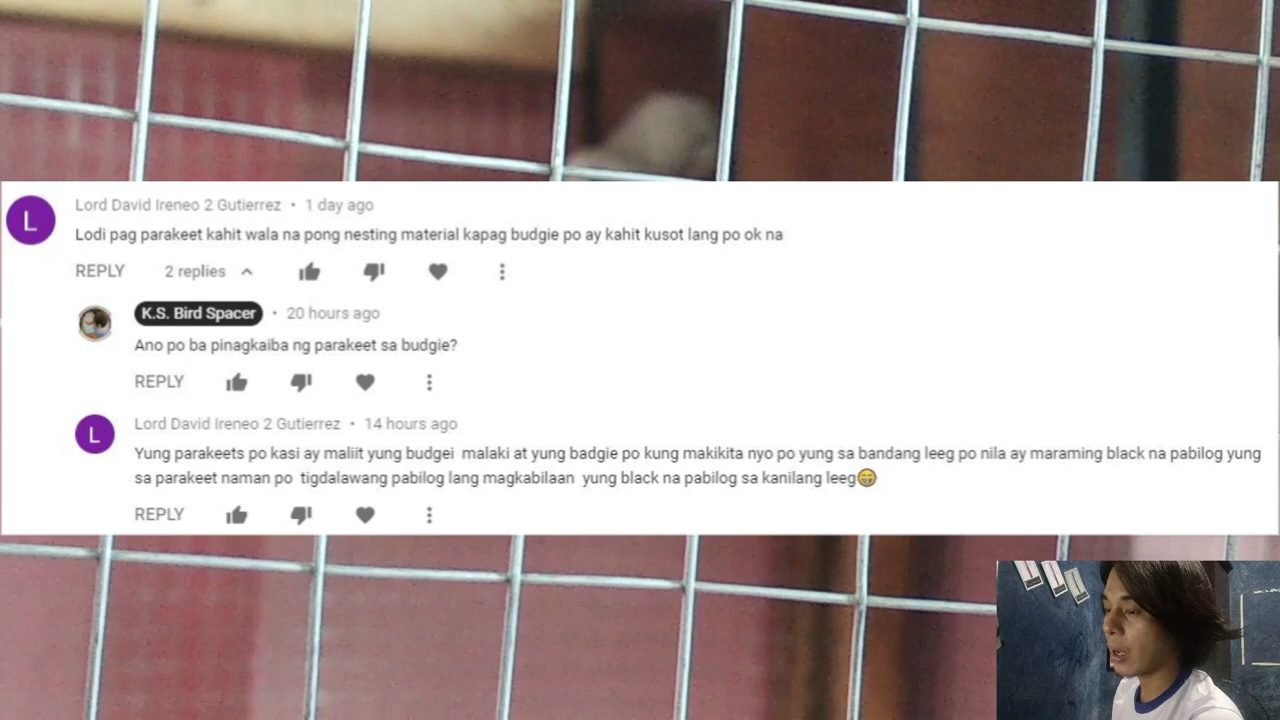 Lord David Ireneo 2 Gutierrez • 1 day ago
L
Lodi pag parakeet kahit wala na pong nesting material kapag budgie po ay kahit kusot lang po ok na
REPLY 2 replies
K.S. Bird Spacer • 20 hours ago
Ano po ba pinagkaiba ng parakeet sa budgie?
REPLY
Lord David Ireneo 2 Gutierrez • 14 hours ago
L
Yung parakeets po kasi ay maliit yung budgei malaki at yung badgie po kung makikita nyo po yung sa bandang leeg po nila ay maraming black na pabilog yung
sa parakeet naman po tigdalawang pabilog lang magkabilaan yung black na pabilog sa kanilang leeg😁
REPLY